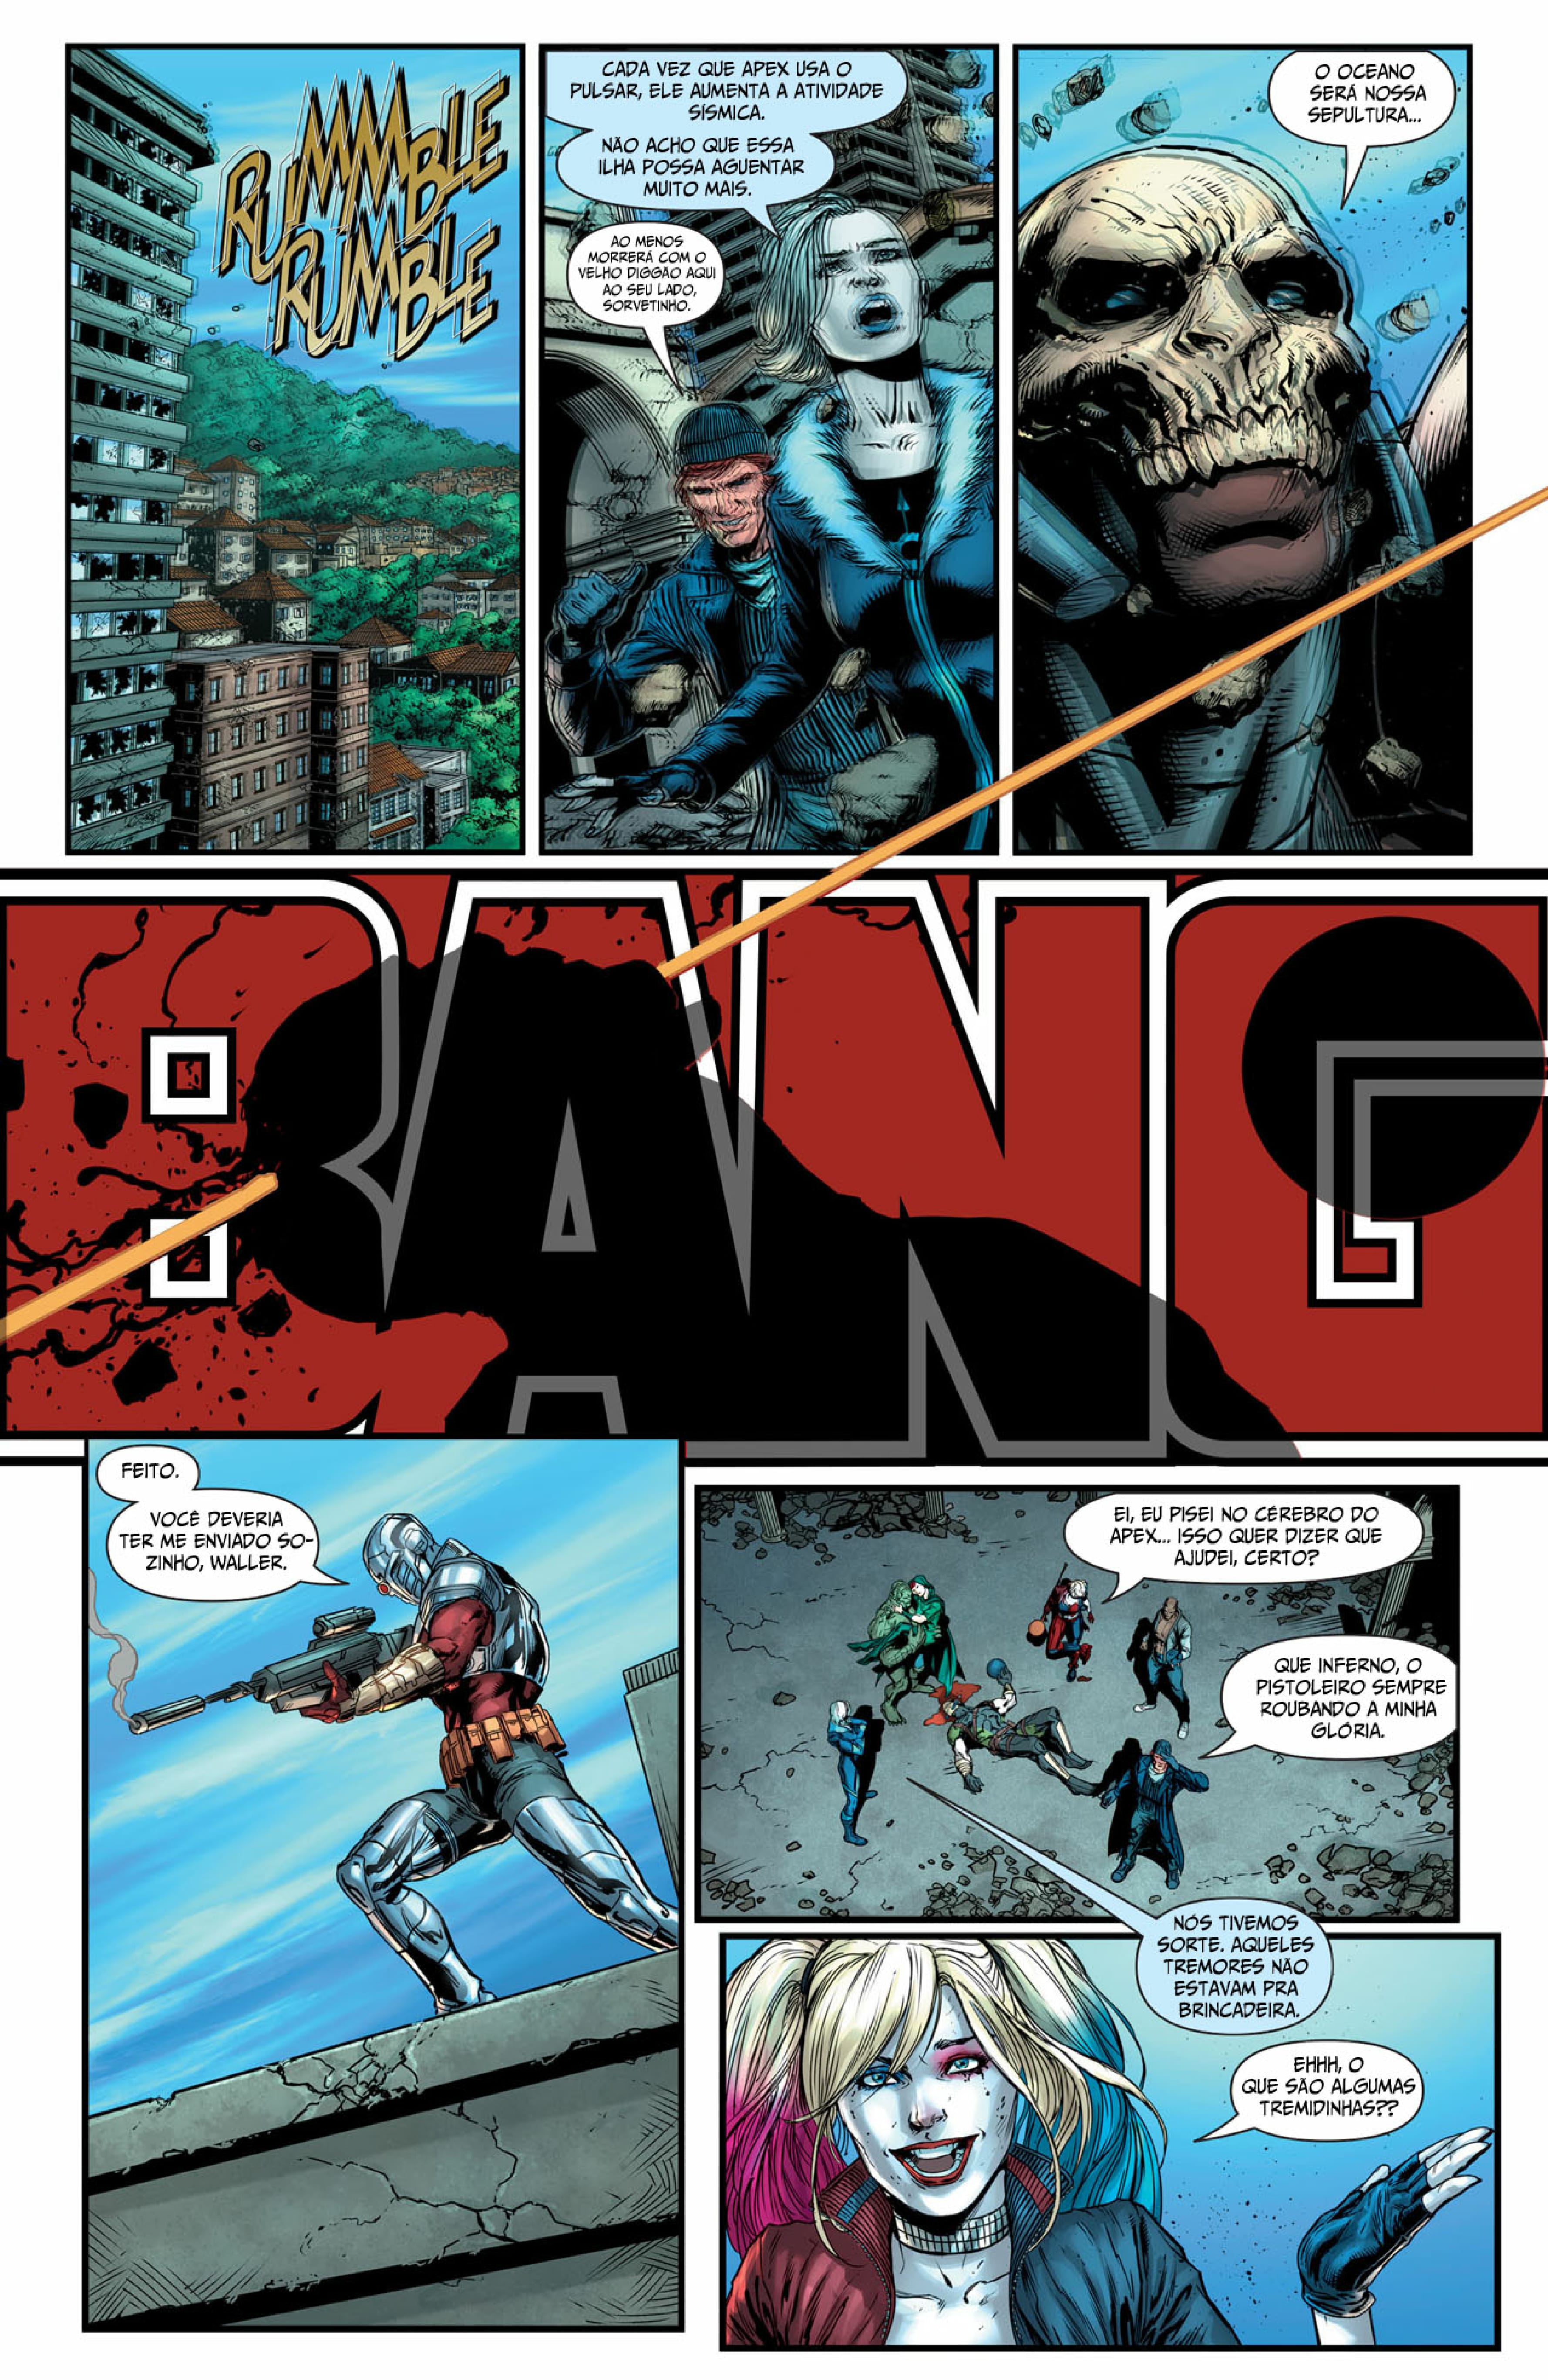 RUMMMBLE
RUMBLE
CADA VEZ QUE APEX USA O
PULSAR, ELE AUMENTA A ATIVIDADE
SÍSMICA.
NÃO ACHO QUE ESSA
ILHA POSSA AGUENTAR
MUITO MAIS.
AO MENOS
MORRERÁ COM O
VELHO DIGGÃO AQUI
AO SEU LADO,
SORVETINHO.
O OCEANO
SERÁ NOSSA
SEPULTURA...
BANG
FEITO.
VOCÊ DEVERIA
TER ME ENVIADO SO-
ZINHO, WALLER.
EI, EU PISEI NO CÉREBRO DO
APEX... ISSO QUER DIZER QUE
AJUDEI, CERTO?
QUE INFERNO, O
PISTOLEIRO SEMPRE
ROUBANDO A MINHA
GLÓRIA.
NÓS TIVEMOS
SORTE. AQUELES
TREMORES NÃO
ESTAVAM PRA
BRINCADEIRA.
EHHH, O
QUE SÃO ALGUMAS
TREMIDINHAS??